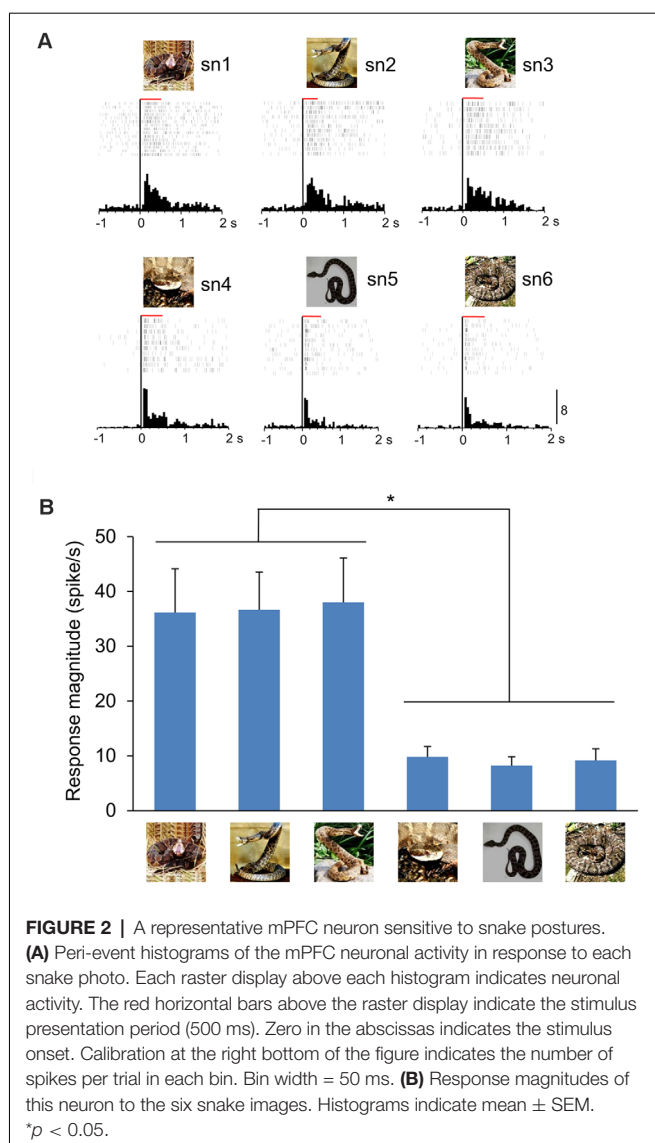 A
sn1 sn2 sn3
-1 0 1 2 s -1 0 1 2 s -1 0 1 2 s
sn4 sn5 sn6
8
-1 0 1 2 s -1 0 1 2 s -1 0 1 2 s
B
*
Response magnitude (spike/s)
50
40
30
20
10
0
FIGURE 2 | A representative mPFC neuron sensitive to snake postures.
(A) Peri-event histograms of the mPFC neuronal activity in response to each
snake photo. Each raster display above each histogram indicates neuronal
activity. The red horizontal bars above the raster display indicate the stimulus
presentation period (500 ms). Zero in the abscissas indicates the stimulus
onset. Calibration at the right bottom of the figure indicates the number of
spikes per trial in each bin. Bin width = 50 ms. (B) Response magnitudes of
this neuron to the six snake images. Histograms indicate mean ± SEM.
*p < 0.05.